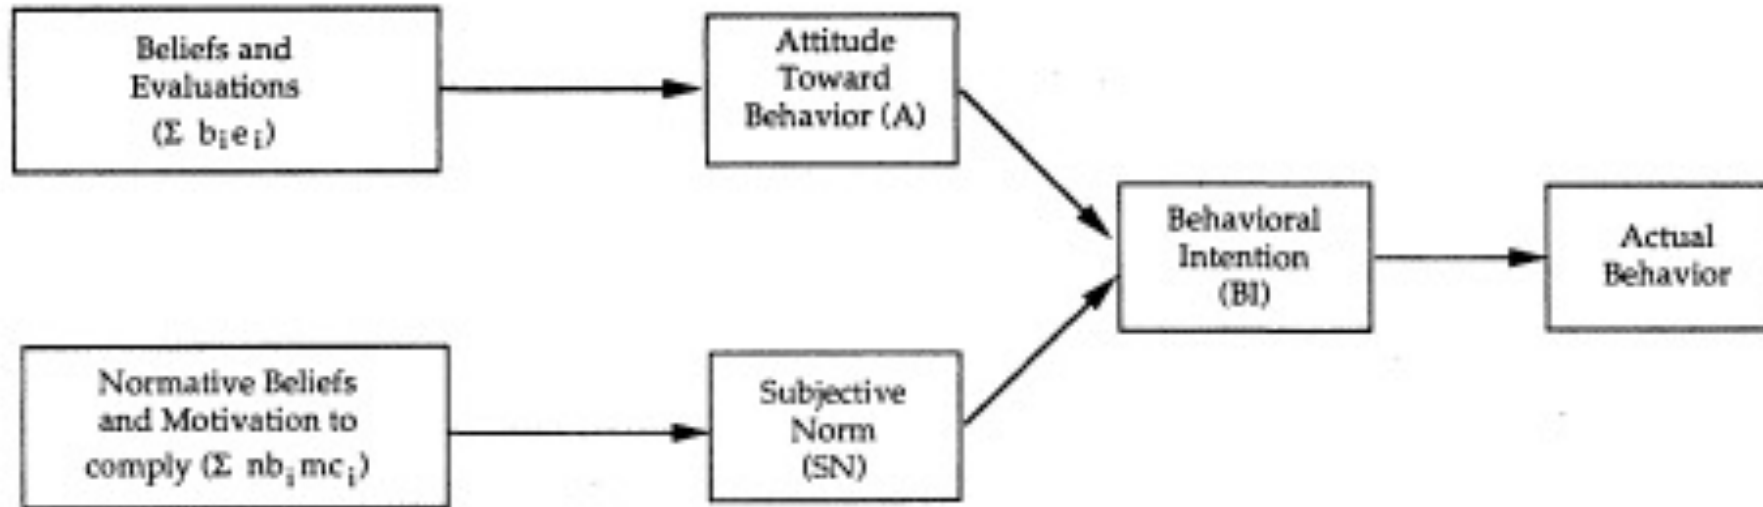 Beliefs and
Evaluations
(Σ bᵢeᵢ)
Attitude
Toward
Behavior (A)
Normative Beliefs
and Motivation to
comply (Σ nbᵢmcᵢ)
Subjective
Norm
(SN)
Behavioral
Intention
(BI)
Actual
Behavior